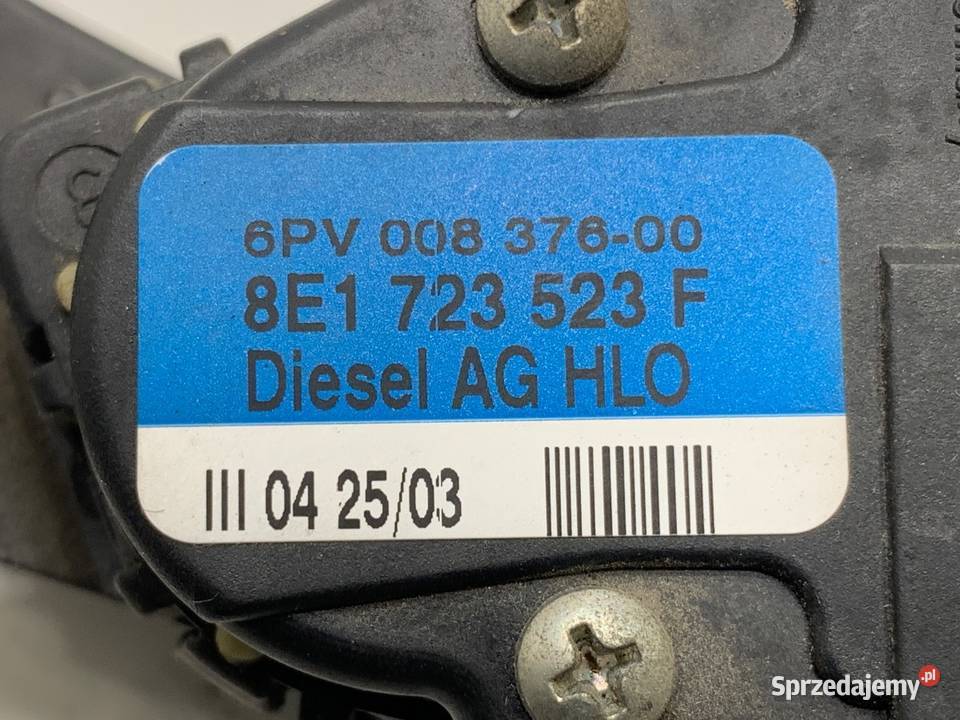 6PV 008 376-00
8E1 723 523 F
Diesel AG HLO
III 04 25/03
Sprzedajemy.pl